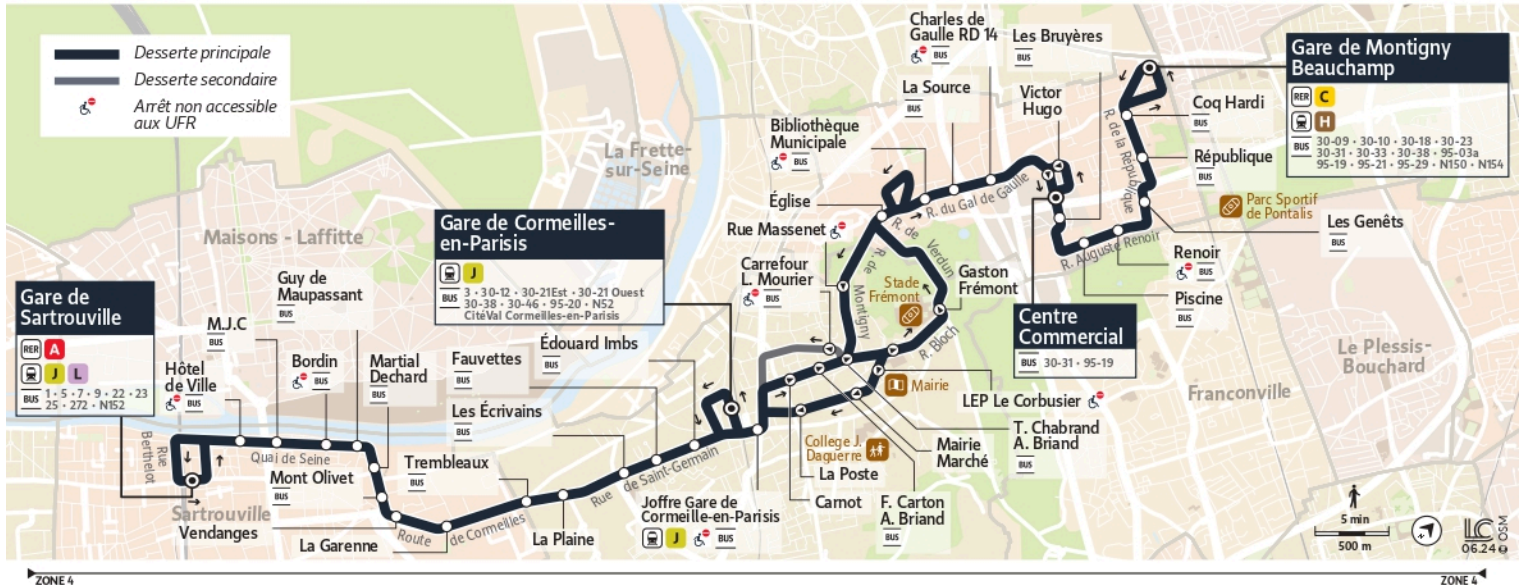 Desserte principale
Desserte secondaire
Arrêt non accessible
aux UFR
Gare de
Sartrouville
RER A
J L
BUS 1 · 5 · 7 · 9 · 22 · 23
25 · 272 · N152
Rue
Berthelot
Hôtel
de Ville
BUS
M.J.C
BUS
Guy de
Maupassant
BUS
Bordin
BUS
Martial
Dechard
BUS
Maisons - Laffitte
Quai de Seine
Mont Olivet
BUS
Sartrouville
Vendanges
La Garenne
Route de Cormeilles
Trembleaux
BUS
Les Écrivains
BUS
Fauvettes
BUS
Édouard Imbs
BUS
La Plaine
Rue de Saint-Germain
Gare de Cormeilles-
en-Parisis
J
BUS 3 · 30-12 · 30-21Est · 30-21 Ouest
30-38 · 30-46 · 95-20 · N52
CitéVal Cormeilles-en-Parisis
La Frette-
sur-Seine
Joffre Gare de
Cormeille-en-Parisis
J BUS
Carrefour
L. Mourier
BUS
Rue Massenet
Église
Bibliothèque
Municipale
BUS
La Source
BUS
Charles de
Gaulle RD 14
BUS
Les Bruyères
BUS
Victor
Hugo
R. du Gal de Gaulle
R. de Verdun
R. de Montigny
Stade
Frémont
Gaston
Frémont
R. Bloch
Mairie
LEP Le Corbusier
T. Chabrand
A. Briand
BUS
Mairie
Marché
College J.
Daguerre
La Poste
Carnot
F. Carton
A. Briand
BUS
Centre
Commercial
BUS 30-31 · 95-19
Gare de Montigny
Beauchamp
RER C
H
BUS 30-09 · 30-10 · 30-18 · 30-23
30-31 · 30-33 · 30-38 · 95-03a
95-19 · 95-21 · 95-29 · N150 · N154
Coq Hardi
BUS
R. de la République
République
BUS
Parc Sportif
de Pontalis
Les Genêts
BUS
R. Auguste Renoir
Renoir
BUS
Piscine
BUS
Le Plessis-
Bouchard
Franconville
5 min
500 m
LC
06.24 © OSM
ZONE 4
ZONE 4